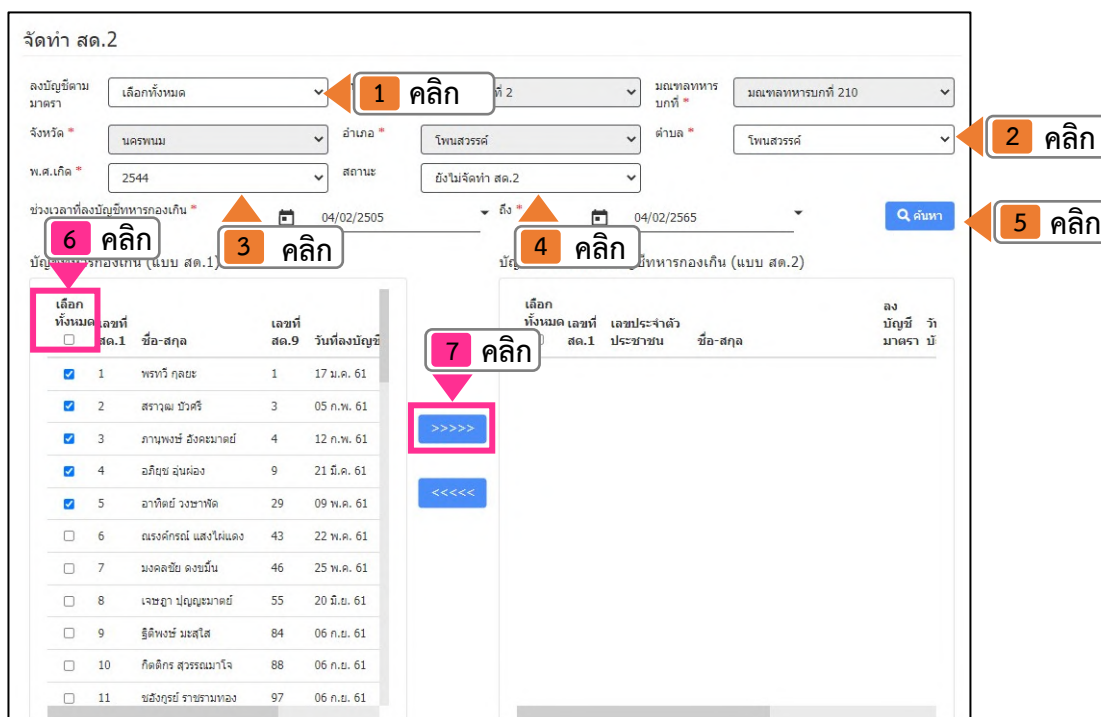 จัดทำ สด.2
ลงบัญชีตาม
มาตรา
เลือกทั้งหมด
1 คลิก
ที่ 2
มณฑลทหาร
บกที่ *
มณฑลทหารบกที่ 210
จังหวัด *
นครพนม
อำเภอ *
โพนสวรรค์
ตำบล *
โพนสวรรค์
2 คลิก
พ.ศ.เกิด *
2544
สถานะ
ยังไม่จัดทำ สด.2
ช่วงเวลาที่ลงบัญชีทหารกองเกิน *
04/02/2505
ถึง *
04/02/2565
ค้นหา
5 คลิก
6 คลิก
3 คลิก
4 คลิก
บัญชีทหารกองเกิน (แบบ สด.1)
บัญ
ชีทหารกองเกิน (แบบ สด.2)
เลือก
ทั้งหมด
เลขที่
สด.1
ชื่อ-สกุล
เลขที่
สด.9
วันที่ลงบัญชี
7 คลิก
เลือก
ทั้งหมด
เลขที่
สด.1
เลขประจำตัว
ประชาชน
ชื่อ-สกุล
ลง
บัญชี
มาตรา
1 พรทวี กุลยะ 1 17 ม.ค. 61
2 สราวุฒ บัวศรี 3 05 ก.พ. 61
3 ภานุพงษ์ อังคะมาตย์ 4 12 ก.พ. 61
>>>>>
4 อภิยุช อุ่นผ่อง 9 21 มี.ค. 61
5 อาทิตย์ วงษาพัด 29 09 พ.ค. 61
<<<<<
6 ณรงค์กรณ์ แสงไผ่แดง 43 22 พ.ค. 61
7 มงคลชัย ดงขมิ้น 46 25 พ.ค. 61
8 เจษฎา ปุญญะมาตย์ 55 20 มิ.ย. 61
9 ฐิติพงษ์ มะสุใส 84 06 ก.ย. 61
10 กิตติกร สุวรรณมาโจ 88 06 ก.ย. 61
11 ชอังกูรย์ ราชรามทอง 97 06 ก.ย. 61